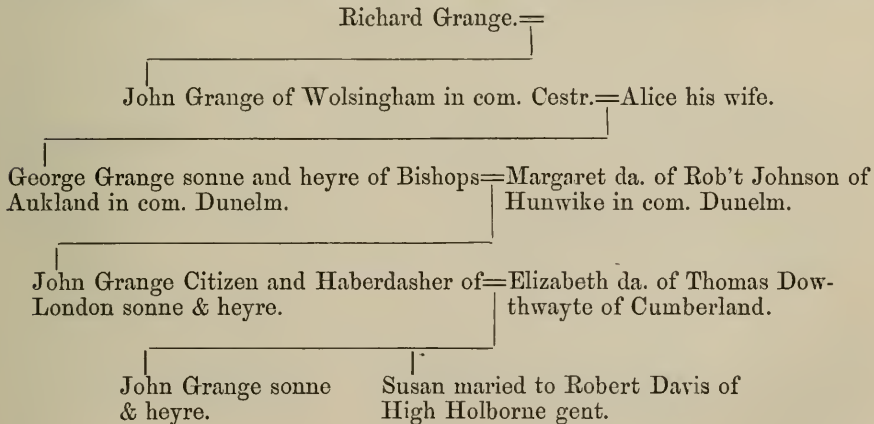 Richard Grange.=
John Grange of Wolsingham in com. Cestr.=Alice his wife.
George Grange sonne and heyre of Bishops=Margaret da. of Rob't Johnson of
Aukland in com. Dunelm. Hunwike in com. Dunelm.
John Grange Citizen and Haberdasher of=Elizabeth da. of Thomas Dow-
London sonne & heyre. thwayte of Cumberland.
John Grange sonne Susan maried to Robert Davis of
& heyre. High Holborne gent.